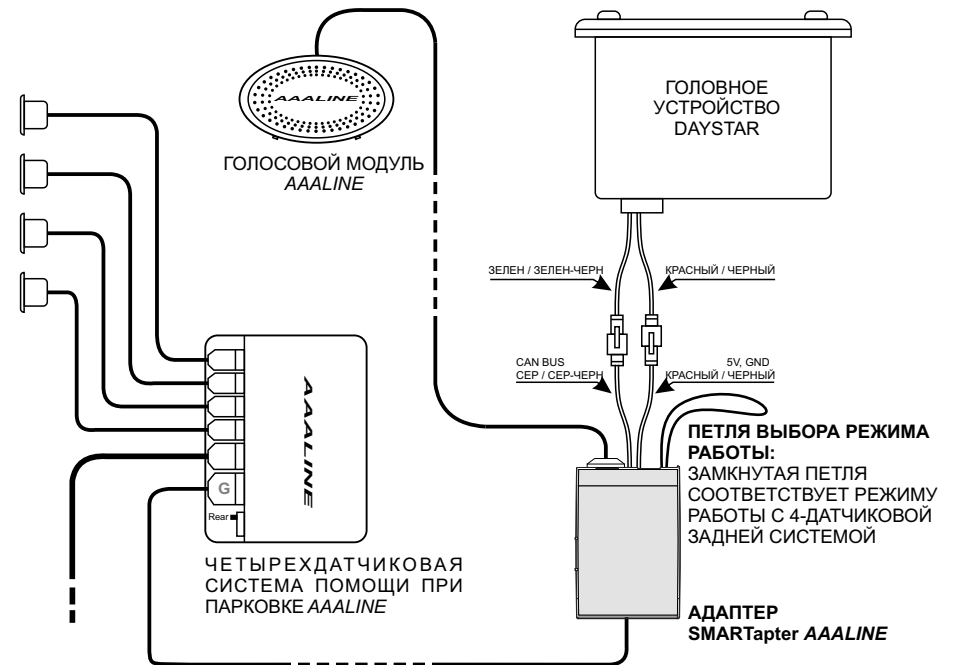 AAALINE
ГОЛОСОВОЙ МОДУЛЬ
AAALINE
ГОЛОВНОЕ
УСТРОЙСТВО
DAYSTAR
ЗЕЛЕН / ЗЕЛЕН-ЧЕРН
КРАСНЫЙ / ЧЕРНЫЙ
CAN BUS
СЕР / СЕР-ЧЕРН
5V, GND
КРАСНЫЙ / ЧЕРНЫЙ
ПЕТЛЯ ВЫБОРА РЕЖИМА
РАБОТЫ:
ЗАМКНУТАЯ ПЕТЛЯ
СООТВЕТСТВУЕТ РЕЖИМУ
РАБОТЫ С 4-ДАТЧИКОВОЙ
ЗАДНЕЙ СИСТЕМОЙ
AAALINE
G
Rear
ЧЕТЫРЕХДАТЧИКОВАЯ
СИСТЕМА ПОМОЩИ ПРИ
ПАРКОВКЕ AAALINE
АДАПТЕР
SMARTapter AAALINE